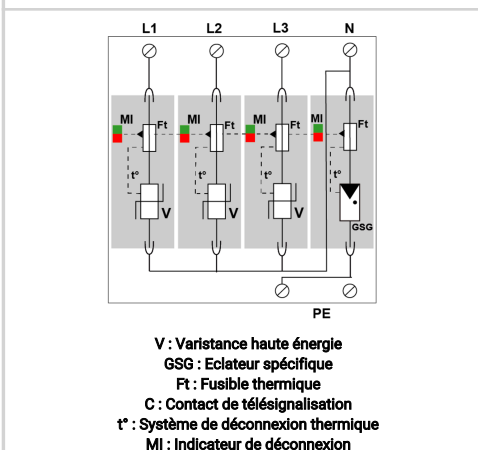 L1 L2 L3 N
MI Ft MI Ft MI Ft MI Ft
t° t° t° t°
V V V GSG
PE
V : Varistance haute énergie
GSG : Eclateur spécifique
Ft : Fusible thermique
C : Contact de télésignalisation
t° : Système de déconnexion thermique
MI : Indicateur de déconnexion